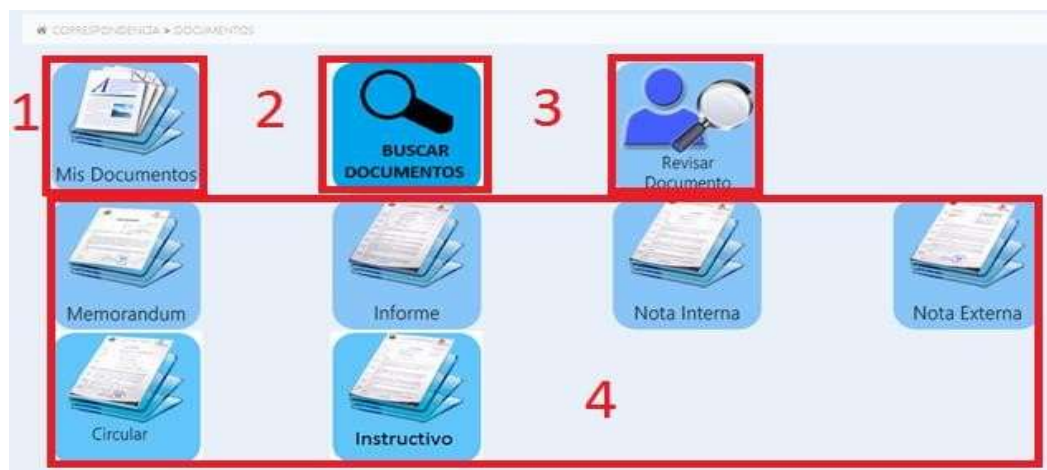 CORRESPONDENCIA > DOCUMENTOS
1
2
3
Mis Documentos
BUSCAR
DOCUMENTOS
Revisar
Documento
Memorandum
Informe
Nota Interna
Nota Externa
4
Circular
Instructivo